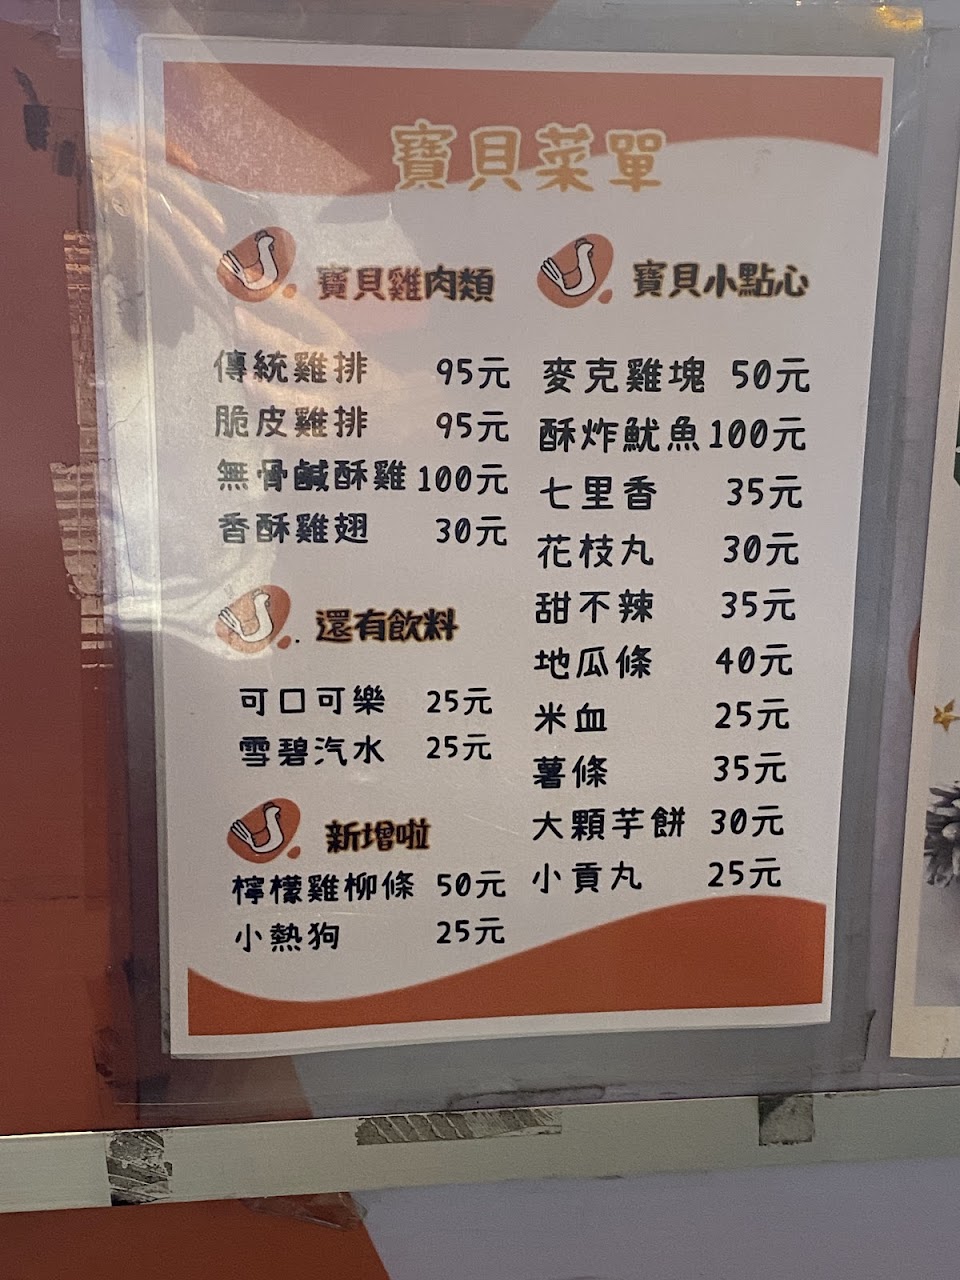 寶貝菜單
寶貝雞肉類
傳統雞排 95元
脆皮雞排 95元
無骨鹹酥雞 100元
香酥雞翅 30元
還有飲料
可口可樂 25元
雪碧汽水 25元
新增啦
檸檬雞柳條 50元
小熱狗 25元
寶貝小點心
麥克雞塊 50元
酥炸魷魚 100元
七里香 35元
花枝丸 30元
甜不辣 35元
地瓜條 40元
米血 25元
薯條 35元
大顆芋餅 30元
小貢丸 25元